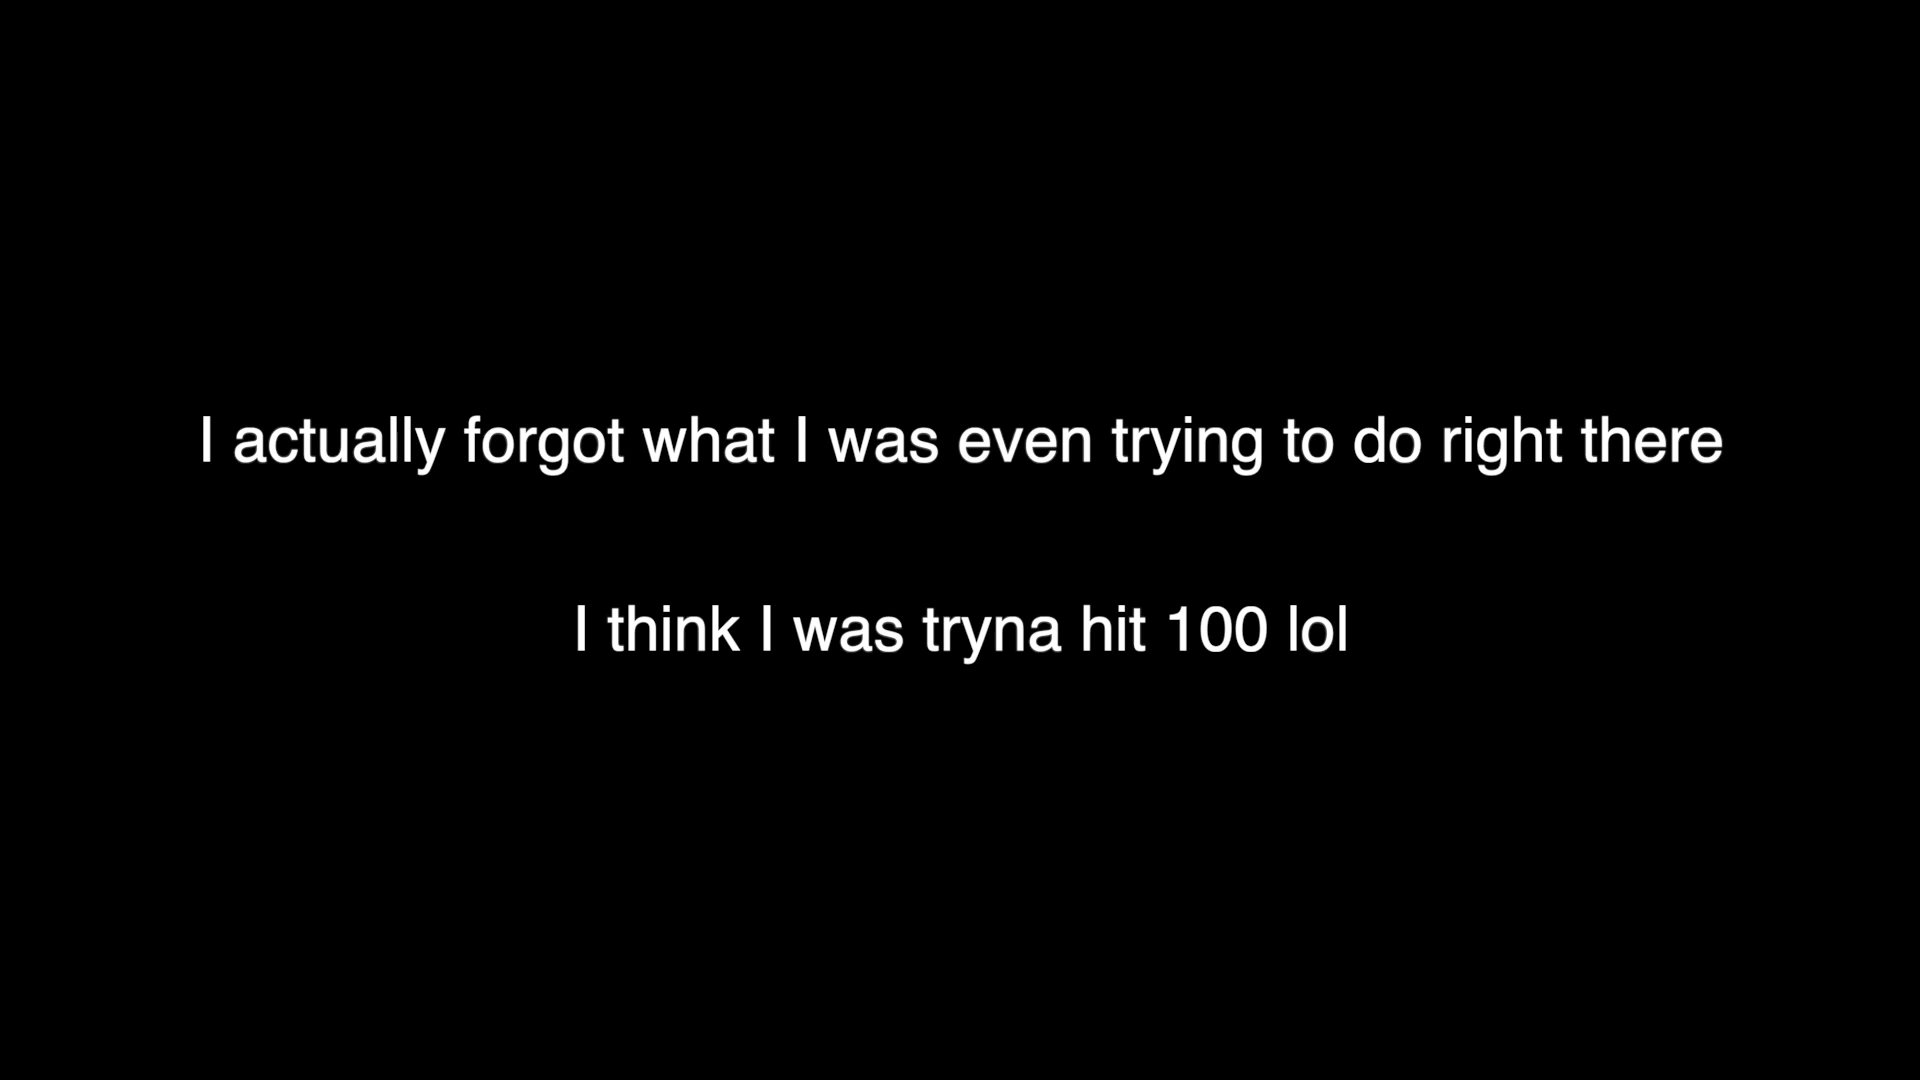 I actually forgot what I was even trying to do right there
I think I was tryna hit 100 lol